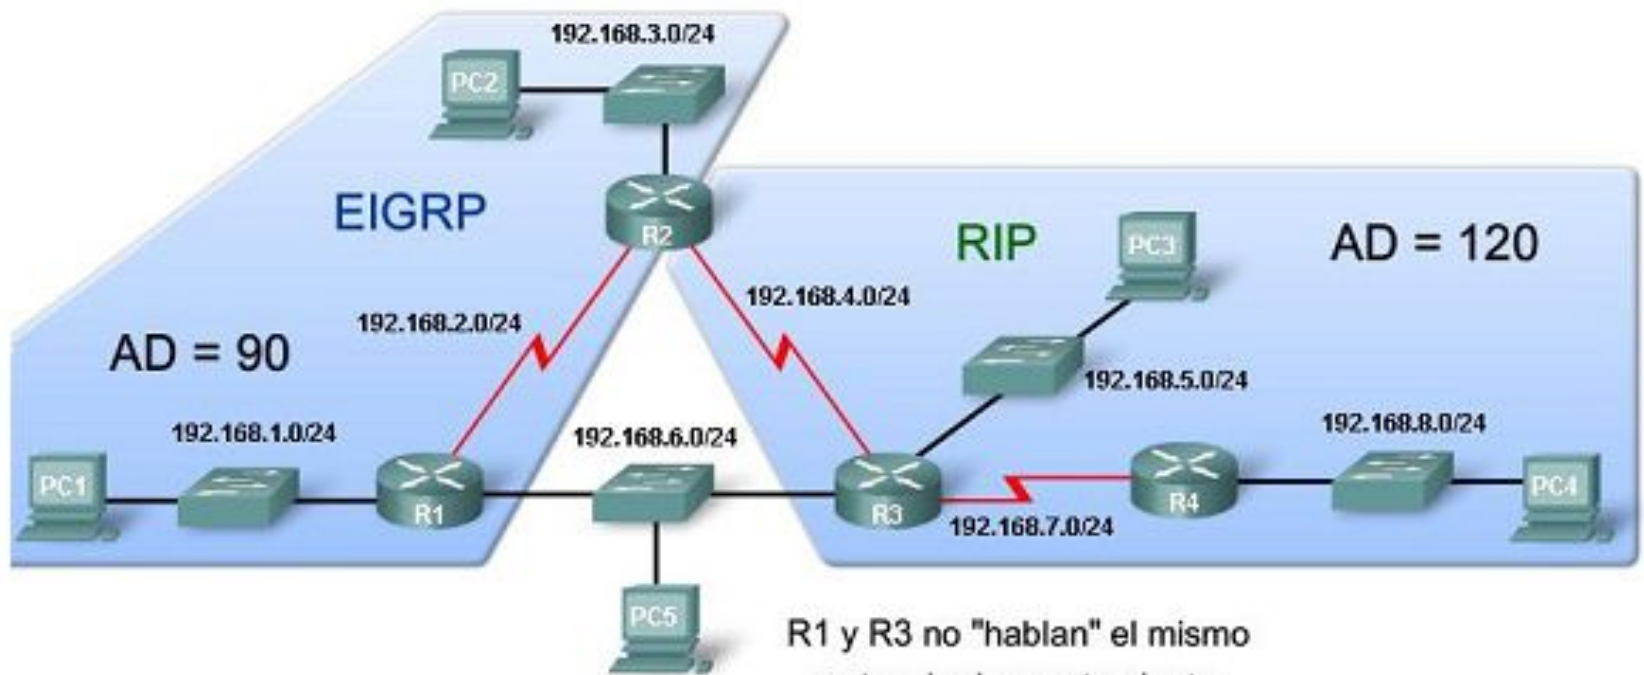 192.168.3.0/24
PC2
EIGRP
R2
RIP
PC3
AD = 120
192.168.4.0/24
192.168.2.0/24
AD = 90
192.168.5.0/24
192.168.1.0/24
192.168.6.0/24
192.168.8.0/24
PC1
R1
R3
R4
PC4
192.168.7.0/24
PC5
R1 y R3 no "hablan" el mismo